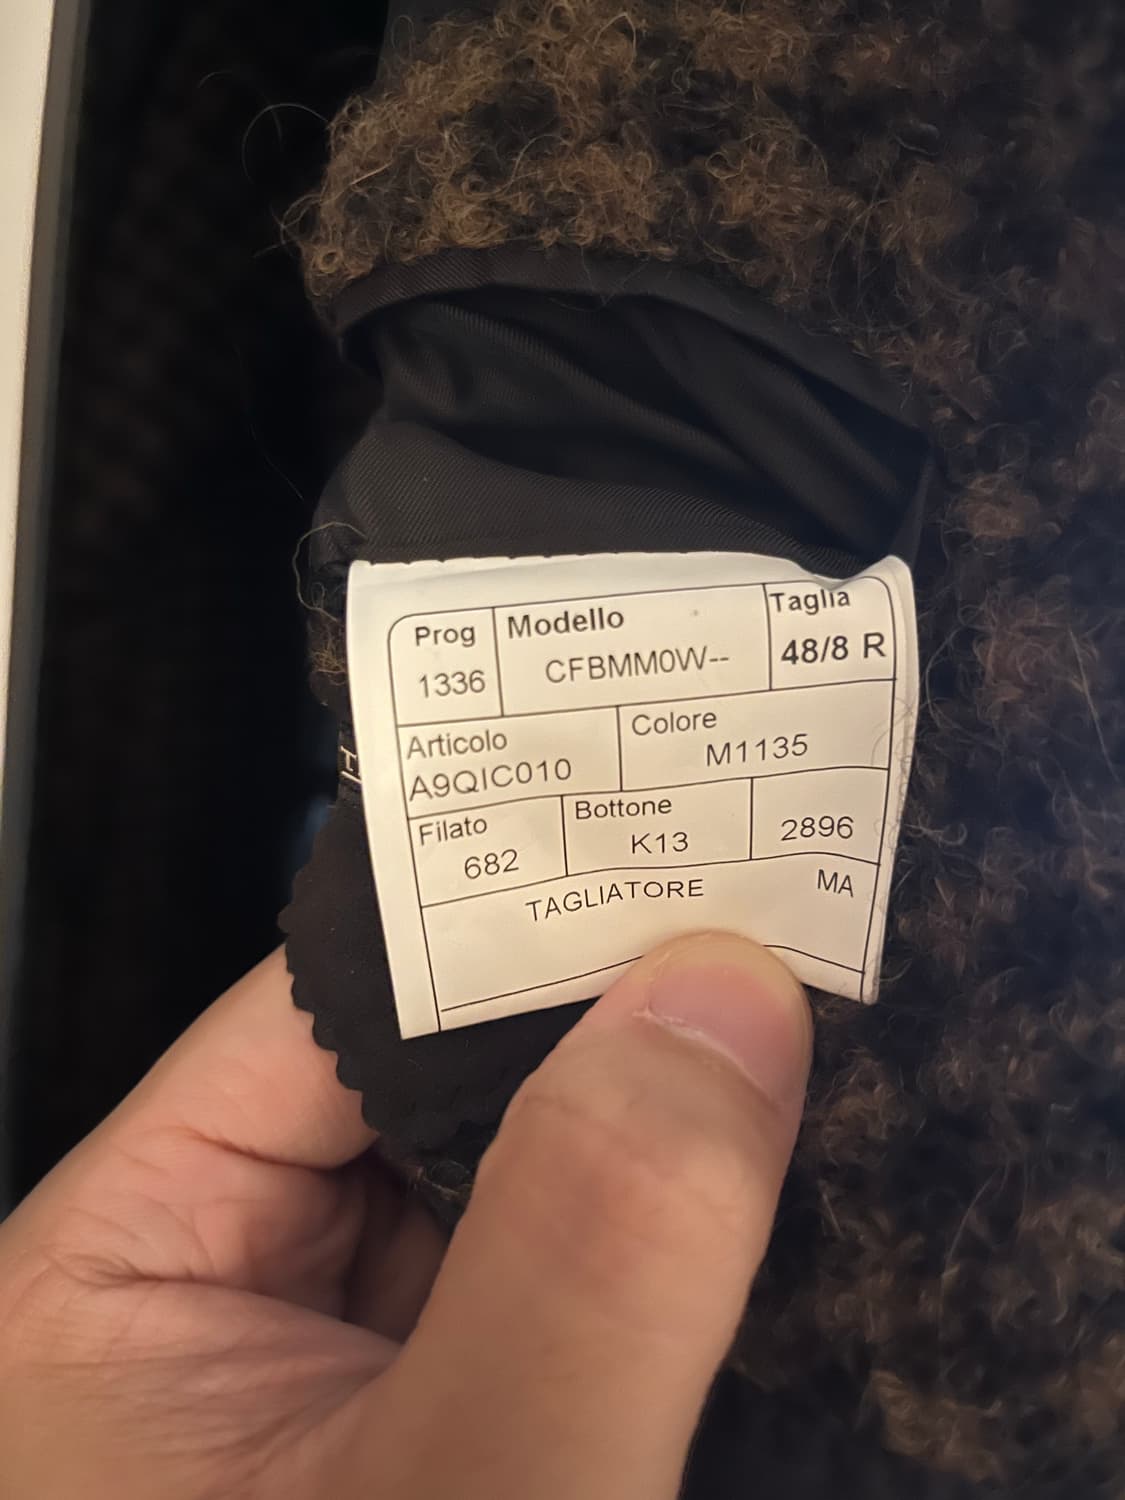 Prog
1336
Modello
CFBMM0W--
Taglia
48/8 R
Articolo
A9QIC010
Colore
M1135
Filato
682
Bottone
K13
2896
TAGLIATORE MA